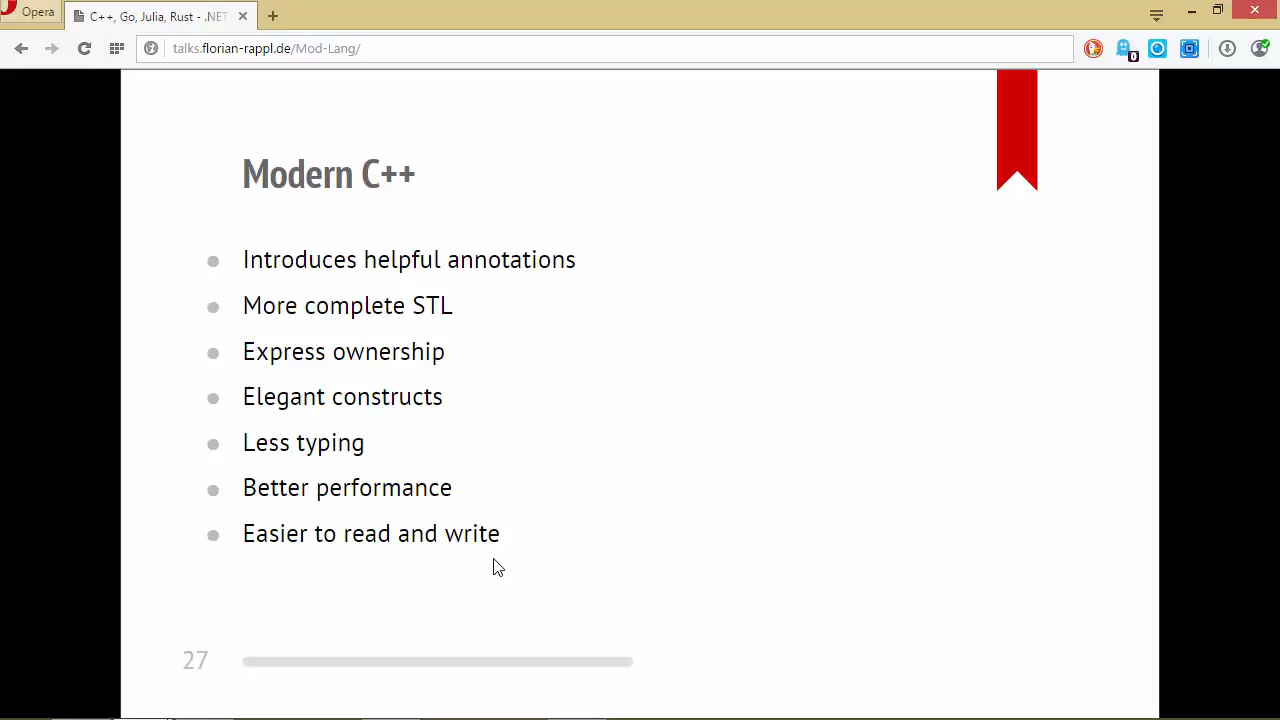 Opera
C++, Go, Julia, Rust - .NET
talks.florian-rappl.de/Mod-Lang/
0
Modern C++
Introduces helpful annotations
More complete STL
Express ownership
Elegant constructs
Less typing
Better performance
Easier to read and write
27